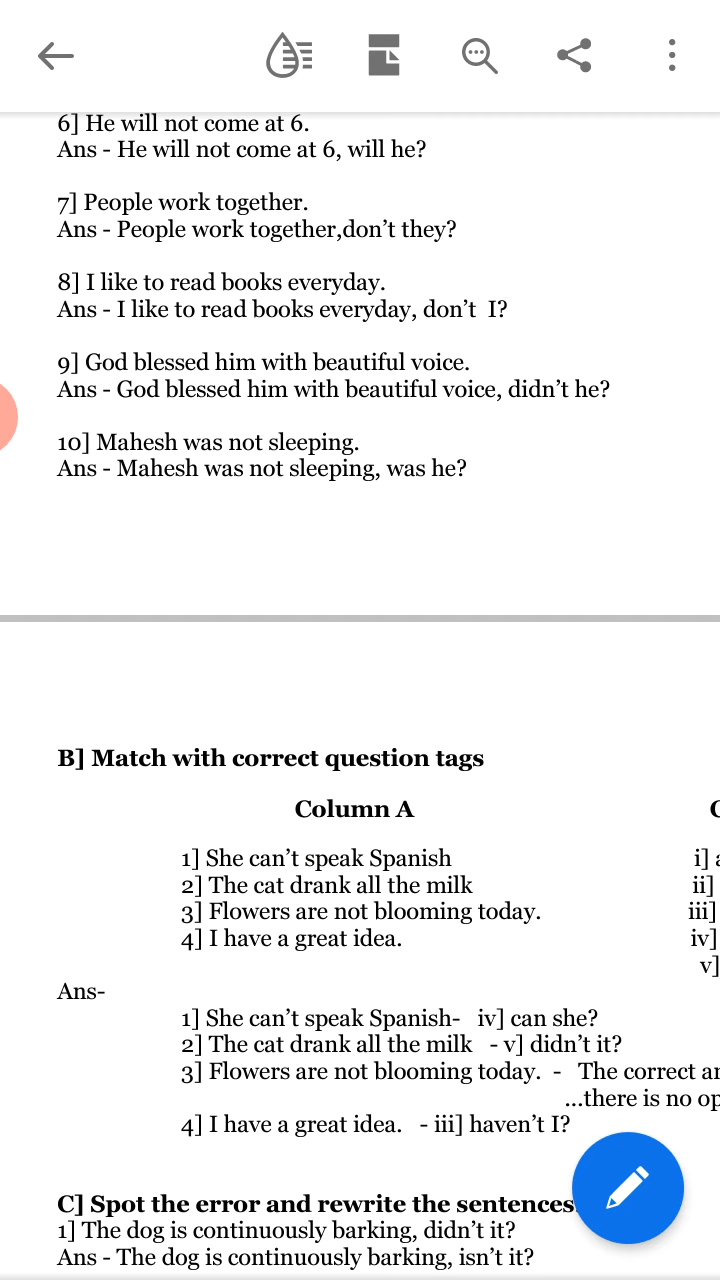 6] He will not come at 6.
Ans - He will not come at 6, will he?
7] People work together.
Ans - People work together,don't they?
8] I like to read books everyday.
Ans - I like to read books everyday, don't  I?
9] God blessed him with beautiful voice.
Ans - God blessed him with beautiful voice, didn't he?
10] Mahesh was not sleeping.
Ans - Mahesh was not sleeping, was he?
B] Match with correct question tags
Column A
1] She can't speak Spanish i]
2] The cat drank all the milk ii]
3] Flowers are not blooming today. iii]
4] I have a great idea. iv]
v]
Ans-
1] She can't speak Spanish-   iv] can she?
2] The cat drank all the milk   - v] didn't it?
3] Flowers are not blooming today.  -   The correct
...there is no
4] I have a great idea.   - iii] haven't I?
C] Spot the error and rewrite the sentences
1] The dog is continuously barking, didn't it?
Ans - The dog is continuously barking, isn't it?